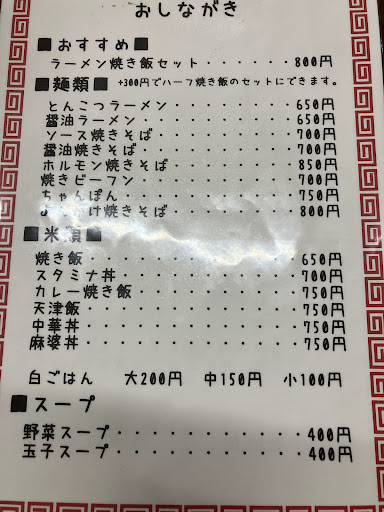 おしながき
■おすすめ■
ラーメン焼き飯セット・・・・・・800円
■麺類■ +300円でハーフ焼き飯のセットにできます。
とんこつラーメン・・・・・・・・・650円
醤油ラーメン・・・・・・・・・・・650円
ソース焼きそば・・・・・・・・・・700円
醤油焼きそば・・・・・・・・・・・700円
ホルモン焼きそば・・・・・・・・・850円
焼きビーフン・・・・・・・・・・・700円
ちゃんぽん・・・・・・・・・・・・750円
け焼きそば・・・・・・・・・800円
■米類■
焼き飯・・・・・・・・・・・・・650円
スタミナ丼・・・・・・・・・・・700円
カレー焼き飯・・・・・・・・・・750円
天津飯・・・・・・・・・・・・・750円
中華丼・・・・・・・・・・・・・750円
麻婆丼・・・・・・・・・・・・・750円
白ごはん 大200円 中150円 小100円
■スープ
野菜スープ・・・・・・・・・・・400円
玉子スープ・・・・・・・・・・・400円